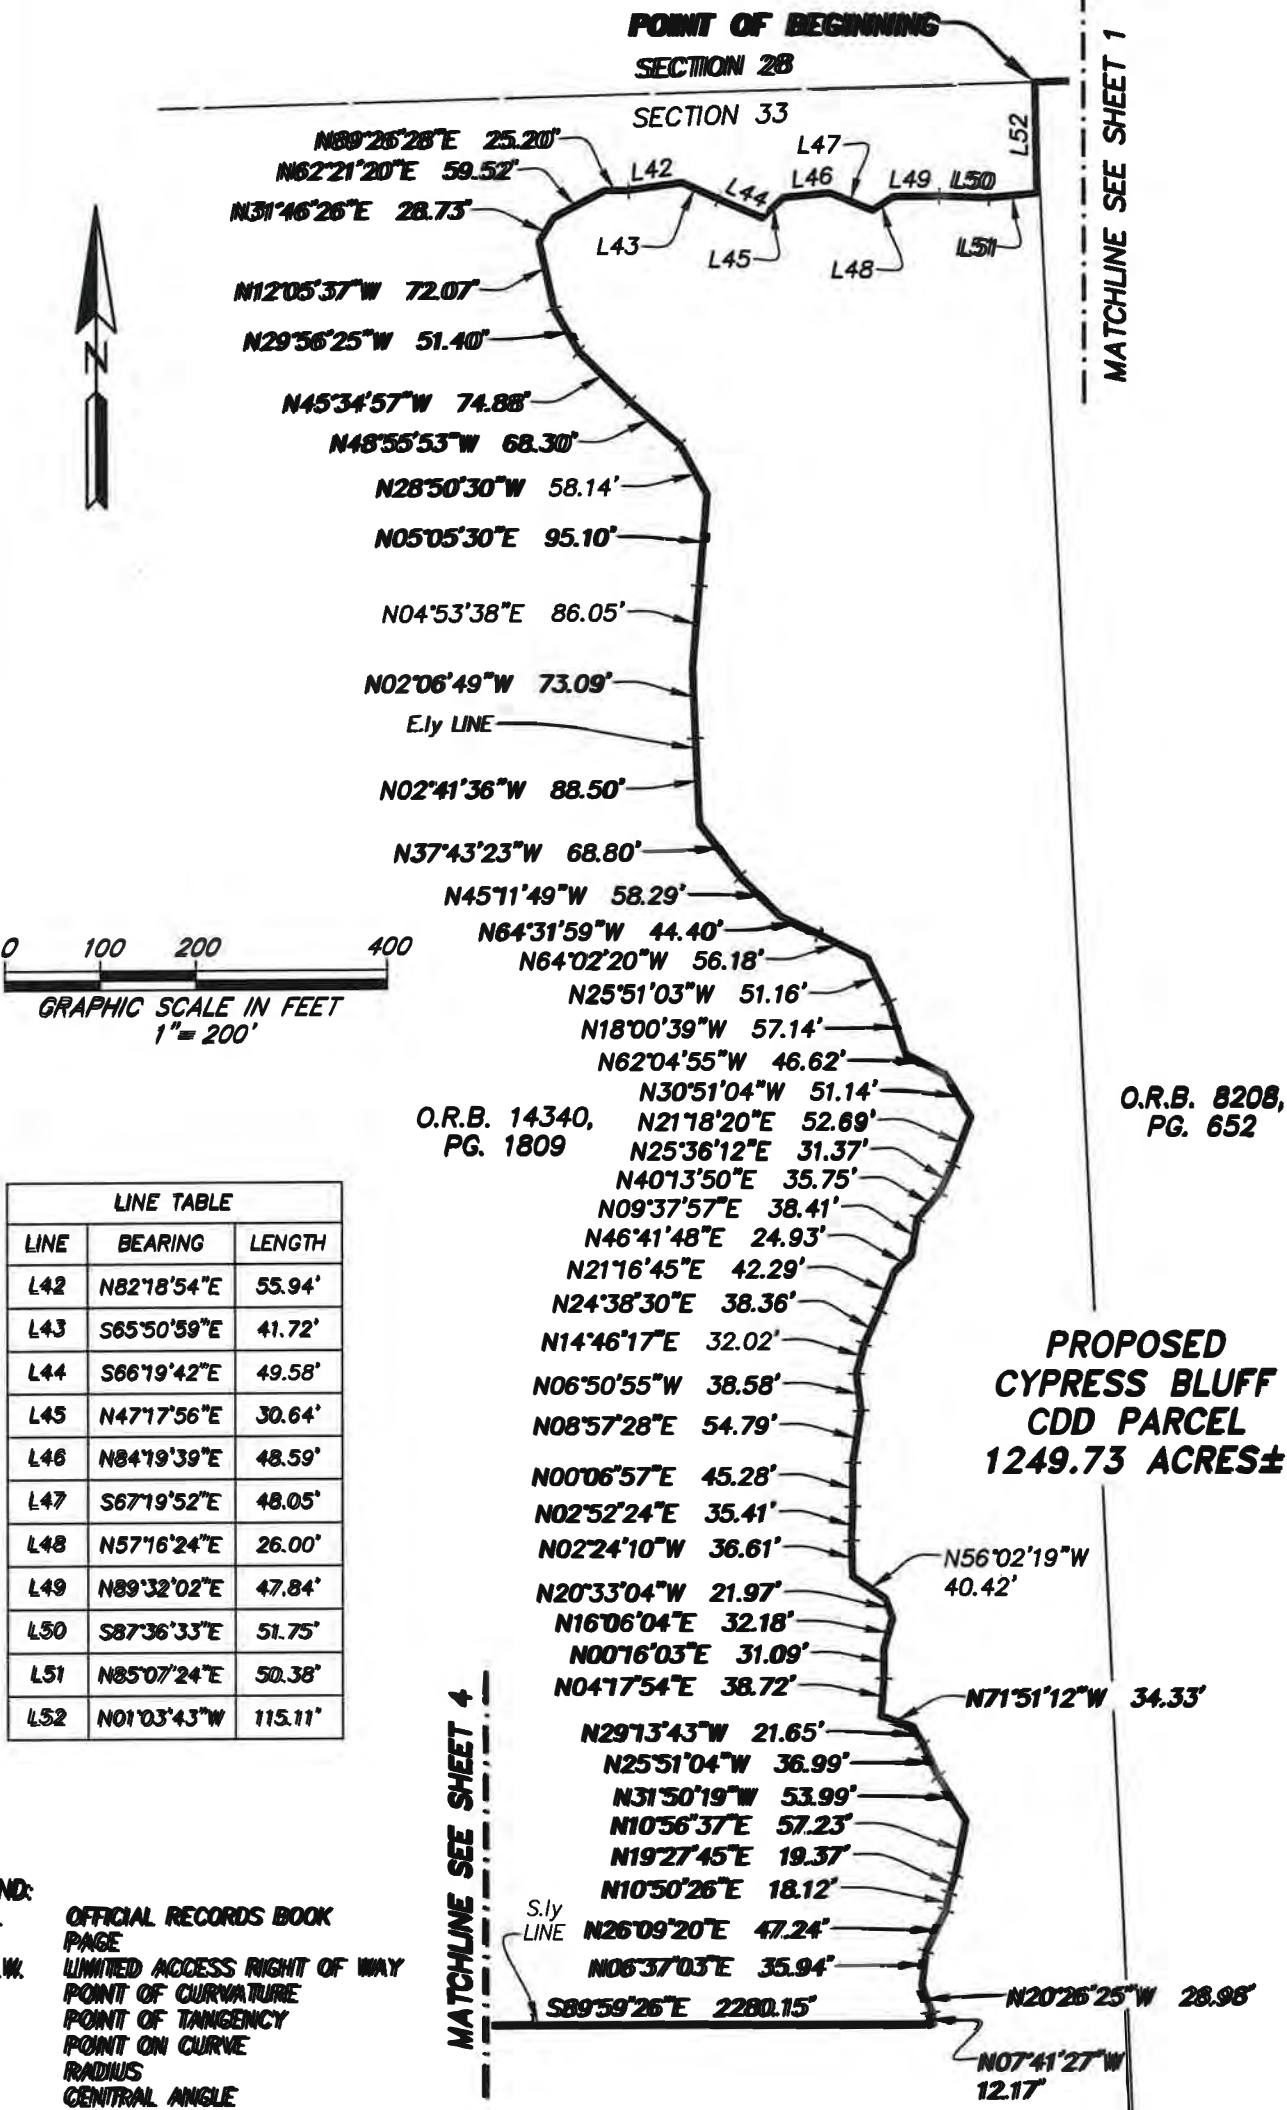 POINT OF BEGINNING
SECTION 28
SECTION 33
MATCHLINE SEE SHEET 1
L52
N89°26'28"E 25.20'
N62°21'20"E 59.52'
N31°46'26"E 28.73'
L42
L43
L44
L45
L46
L47
L48
L49
L50
L51
N12°05'37"W 72.07'
N29°56'25"W 51.40'
N
N45°34'57"W 74.88'
N48°55'53"W 68.30'
N28°50'30"W 58.14'
N05°05'30"E 95.10'
N04°53'38"E 86.05'
N02°06'49"W 73.09'
E.ly LINE
N02°41'36"W 88.50'
N37°43'23"W 68.80'
N45°11'49"W 58.29'
N64°31'59"W 44.40'
N64°02'20"W 56.18'
0 100 200 400
GRAPHIC SCALE IN FEET
1"= 200'
N25°51'03"W 51.16'
N18°00'39"W 57.14'
N62°04'55"W 46.62'
N30°51'04"W 51.14'
O.R.B. 14340,
PG. 1809
O.R.B. 8208,
PG. 652
N21°18'20"E 52.69'
N25°36'12"E 31.37'
N40°13'50"E 35.75'
N09°37'57"E 38.41'
N46°41'48"E 24.93'
N21°16'45"E 42.29'
N24°38'30"E 38.36'
N14°46'17"E 32.02'
N06°50'55"W 38.58'
N08°57'28"E 54.79'
PROPOSED
CYPRESS BLUFF
CDD PARCEL
1249.73 ACRES±
N00°06'57"E 45.28'
N02°52'24"E 35.41'
N02°24'10"W 36.61'
N56°02'19"W
40.42'
N20°33'04"W 21.97'
N16°06'04"E 32.18'
N00°16'03"E 31.09'
N04°17'54"E 38.72'
N71°51'12"W 34.33'
N29°13'43"W 21.65'
N25°51'04"W 36.99'
N31°50'19"W 53.99'
N10°56'37"E 57.23'
N19°27'45"E 19.37'
N10°50'26"E 18.12'
N26°09'20"E 47.24'
N06°37'03"E 35.94'
N20°26'25"W 28.98'
N07°41'27"W
12.17'
S89°59'26"E 2280.15'
S.ly
LINE
MATCHLINE SEE SHEET 4
LINE TABLE
LINE BEARING LENGTH
L42 N82°18'54"E 55.94'
L43 S65°50'59"E 41.72'
L44 S66°19'42"E 49.58'
L45 N47°17'56"E 30.64'
L46 N84°19'39"E 48.59'
L47 S67°19'52"E 48.05'
L48 N57°16'24"E 26.00'
L49 N89°32'02"E 47.84'
L50 S87°36'33"E 51.75'
L51 N85°07'24"E 50.38'
L52 N01°03'43"W 115.11'
ND:
. OFFICIAL RECORDS BOOK
PAGE
.W. LIMITED ACCESS RIGHT OF WAY
POINT OF CURVATURE
POINT OF TANGENCY
POINT ON CURVE
RADIUS
CENTRAL ANGLE